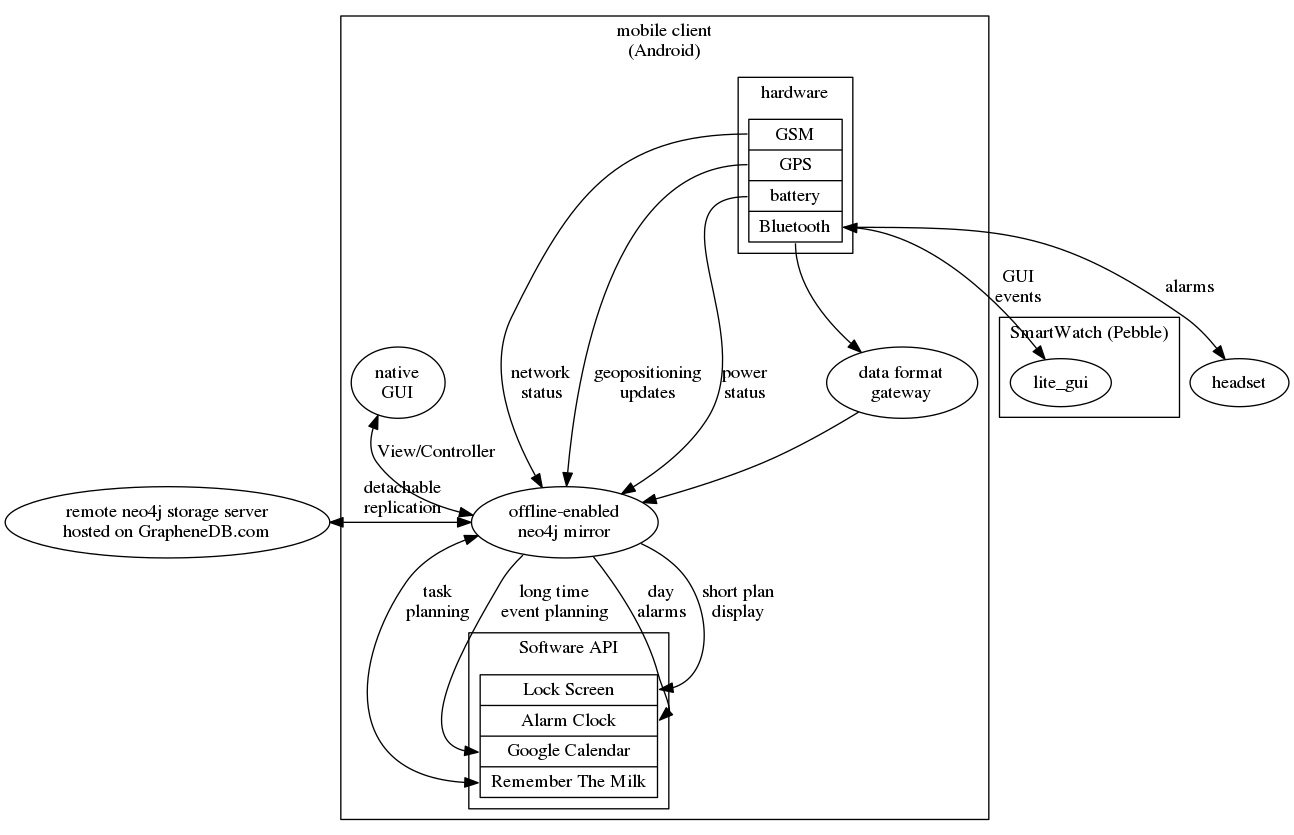 mobile client
(Android)
hardware
GSM
GPS
battery
Bluetooth
GUI
events
alarms
SmartWatch (Pebble)
lite_gui
headset
native
GUI
network
status
geopositioning
updates
power
status
data format
gateway
View/Controller
detachable
replication
remote neo4j storage server
hosted on GrapheneDB.com
offline-enabled
neo4j mirror
task
planning
long time
event planning
day
alarms
short plan
display
Software API
Lock Screen
Alarm Clock
Google Calendar
Remember The Milk